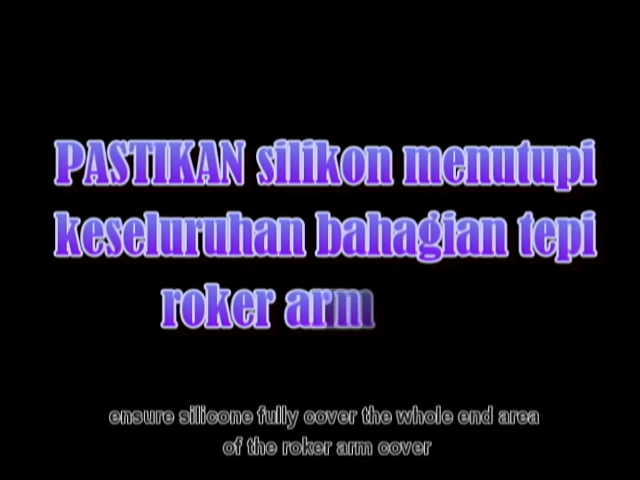 PASTIKAN silikon menutupi
keseluruhan bahagian tepi
roker arm
ensure silicone fully cover the whole end area
of the roker arm cover